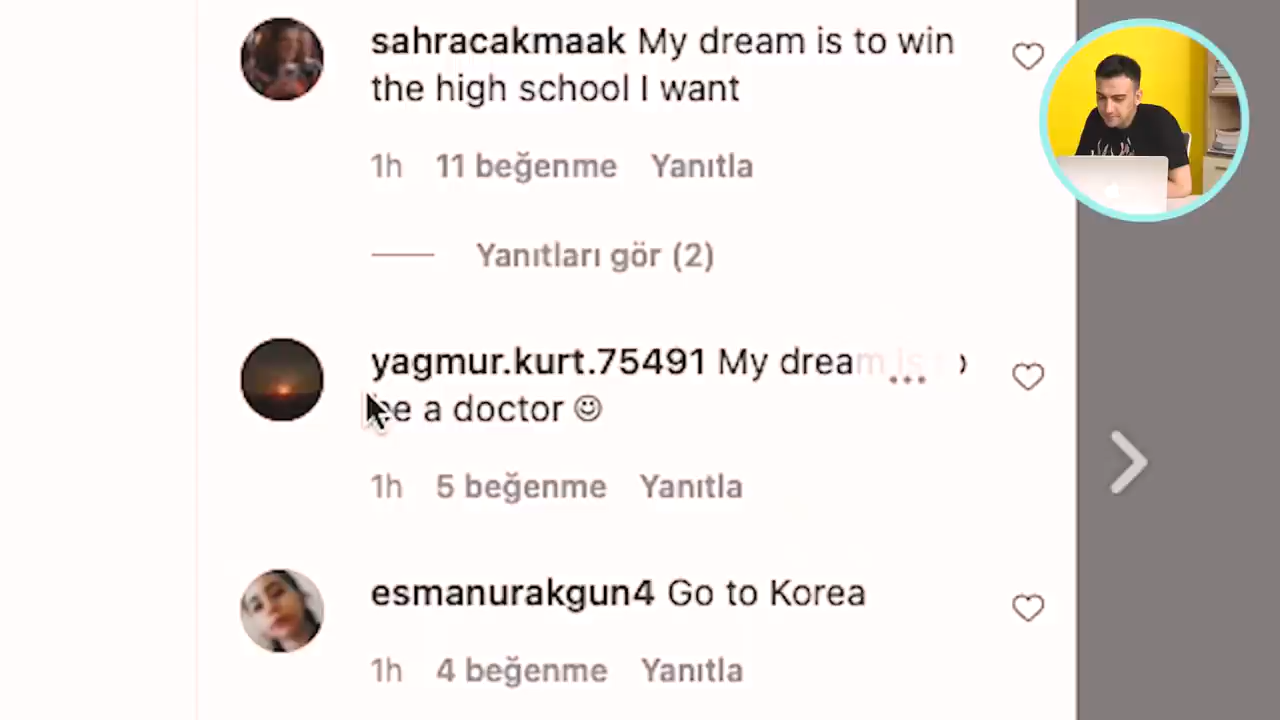 sahracakmaak My dream is to win
the high school I want
1h 11 beğenme Yanıtla
Yanıtları gör (2)
yagmur.kurt.75491 My dream is
be a doctor ☺
1h 5 beğenme Yanıtla
esmanurakgun4 Go to Korea
1h 4 beğenme Yanıtla